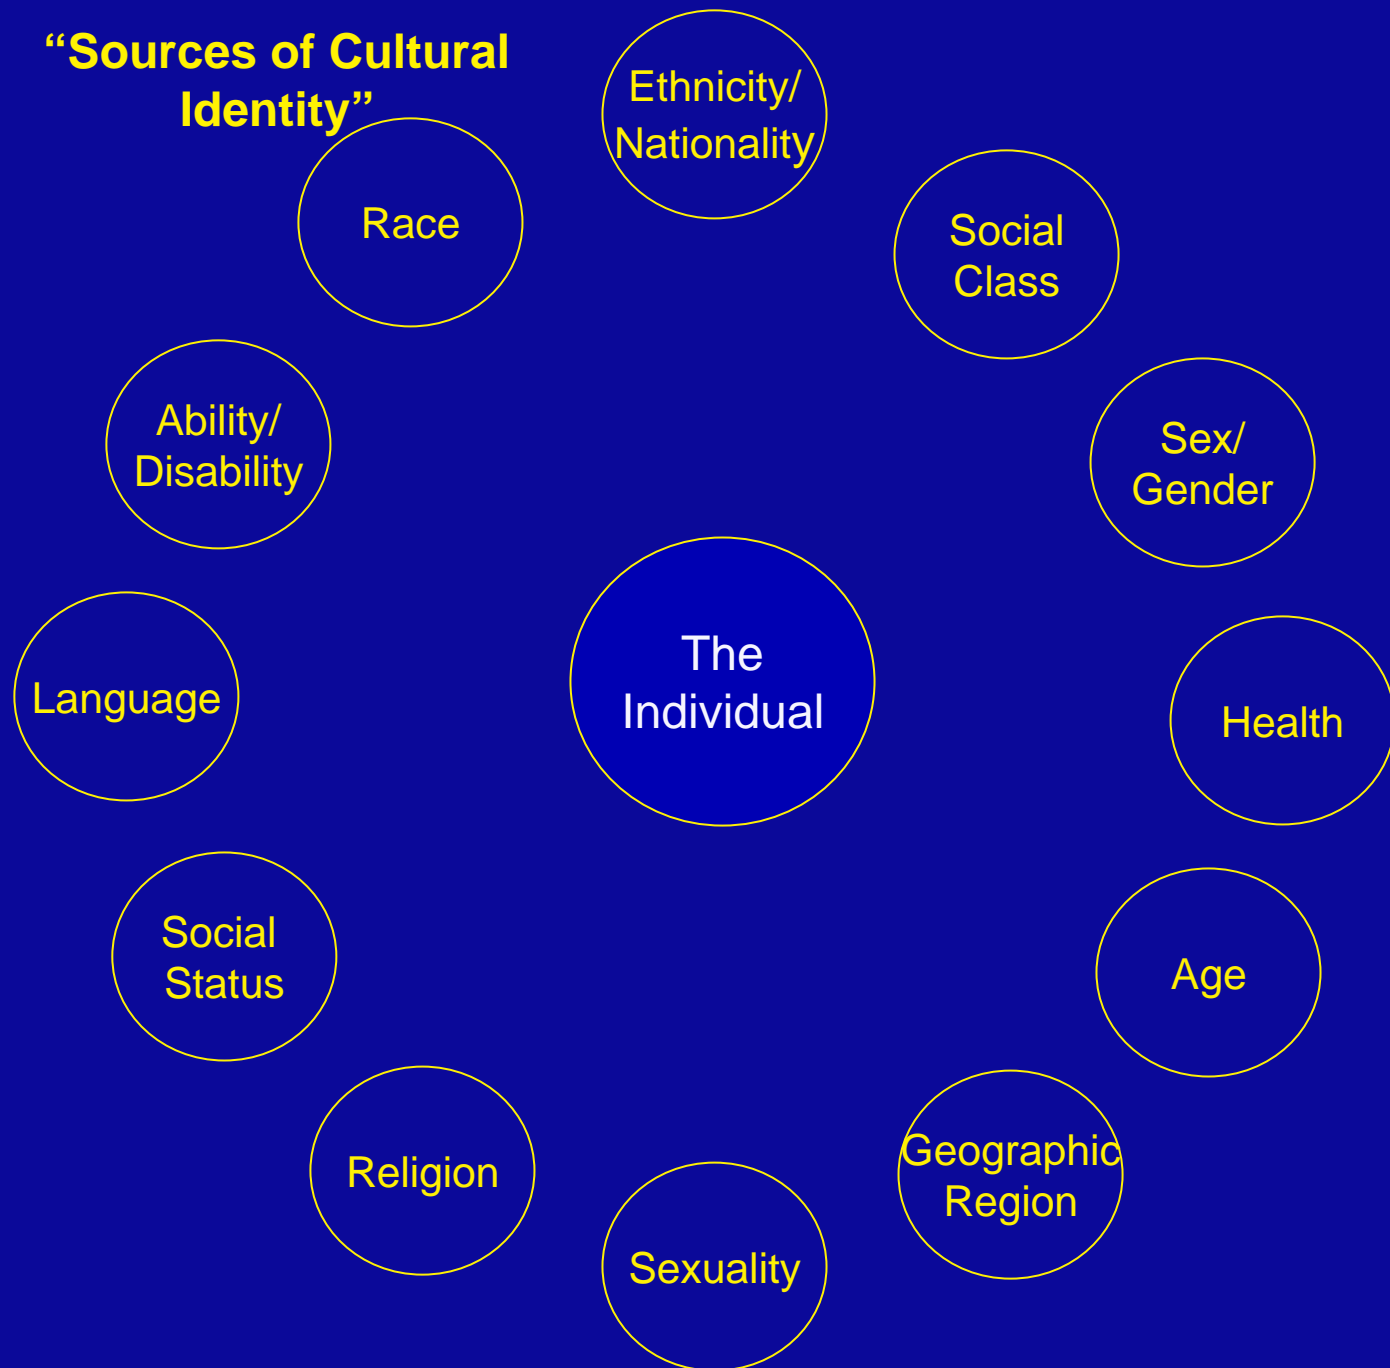 “Sources of Cultural
Identity”
Ethnicity/
Nationality
Race
Social
Class
Ability/
Disability
Sex/
Gender
The
Individual
Language
Health
Social
Status
Age
Religion
Geographic
Region
Sexuality